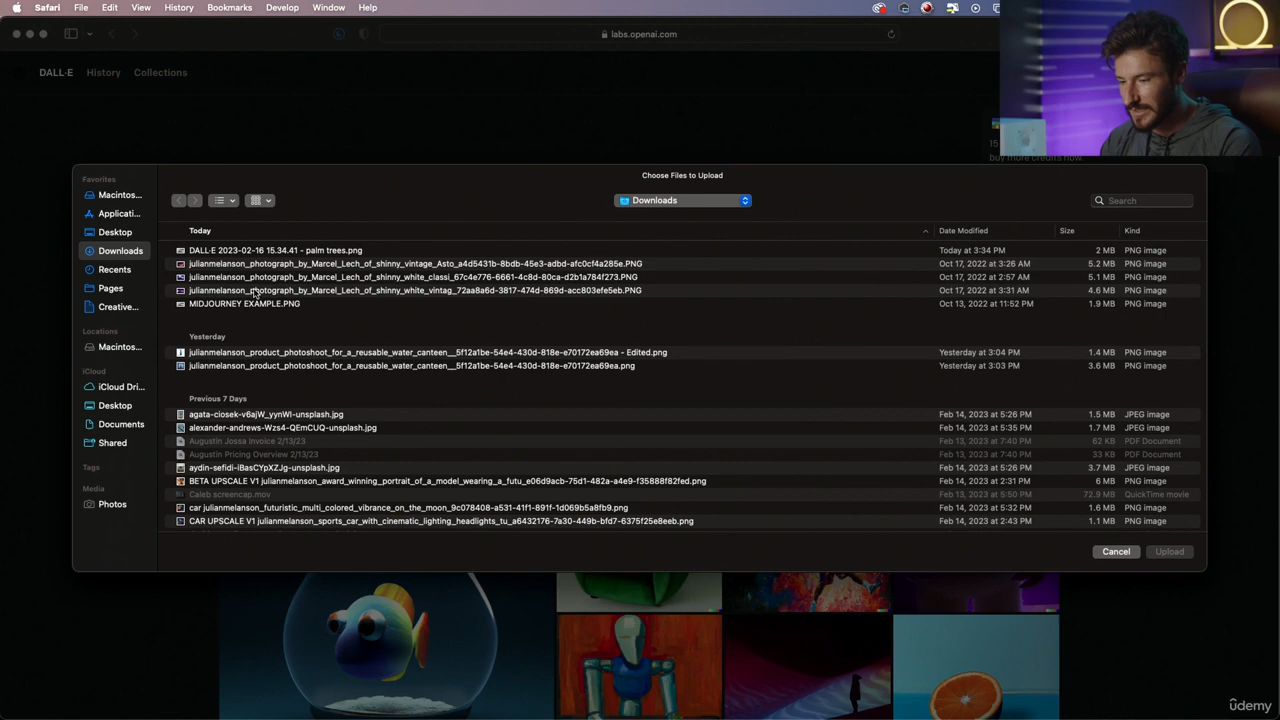 Safari File Edit View History Bookmarks Develop Window Help
labs.openai.com
DALL·E History Collections
15
buy more credits now.
Choose Files to Upload
Favorites
Macintos...
Applicati...
Desktop
Downloads
Recents
Pages
Creative...
Locations
Macintos...
iCloud
iCloud Dri...
Desktop
Documents
Shared
Tags
Media
Photos
Downloads
Search
Today Date Modified Size Kind
DALL·E 2023-02-16 15.34.41 - palm trees.png Today at 3:34 PM 2 MB PNG image
julianmelanson_photograph_by_Marcel_Lech_of_shinny_vintage_Asto_a4d5431b-8bdb-45e3-adbd-afc0cf4a285e.PNG Oct 17, 2022 at 3:26 AM 5.2 MB PNG image
julianmelanson_photograph_by_Marcel_Lech_of_shinny_white_classi_67c4e776-6661-4c8d-80ca-d2b1a784f273.PNG Oct 17, 2022 at 2:57 AM 5.1 MB PNG image
julianmelanson_photograph_by_Marcel_Lech_of_shinny_white_vintag_72aa8a6d-3817-474d-869d-acc803efe5eb.PNG Oct 17, 2022 at 3:31 AM 4.6 MB PNG image
MIDJOURNEY EXAMPLE.PNG Oct 13, 2022 at 11:52 PM 1.9 MB PNG image
Yesterday
julianmelanson_product_photoshoot_for_a_reusable_water_canteen__5f12a1be-54e4-430d-818e-e70172ea69ea - Edited.png Yesterday at 3:04 PM 1.4 MB PNG image
julianmelanson_product_photoshoot_for_a_reusable_water_canteen__5f12a1be-54e4-430d-818e-e70172ea69ea.png Yesterday at 3:03 PM 3.6 MB PNG image
Previous 7 Days
agata-ciosek-v6ajW_yynWI-unsplash.jpg Feb 14, 2023 at 5:26 PM 1.5 MB JPEG image
alexander-andrews-Wzs4-QEmCUQ-unsplash.jpg Feb 14, 2023 at 5:35 PM 1.7 MB JPEG image
Augustin Jossa Invoice 2/13/23 Feb 13, 2023 at 7:40 PM 62 KB PDF Document
Augustin Pricing Overview 2/13/23 Feb 13, 2023 at 7:40 PM 33 KB PDF Document
aydin-sefidi-iBasCYpXZJg-unsplash.jpg Feb 14, 2023 at 5:26 PM 3.7 MB JPEG image
BETA UPSCALE V1 julianmelanson_award_winning_portrait_of_a_model_wearing_a_futu_e06d9acb-75d1-482a-a4e9-f35888f82fed.png Feb 14, 2023 at 2:31 PM 6 MB PNG image
Caleb screencap.mov Feb 13, 2023 at 5:50 PM 72.9 MB QuickTime movie
car julianmelanson_futuristic_multi_colored_vibrance_on_the_moon_9c078408-a531-41f1-891f-1d069b5a8fb9.png Feb 14, 2023 at 5:32 PM 1.6 MB PNG image
CAR UPSCALE V1 julianmelanson_sports_car_with_cinematic_lighting_headlights_tu_a6432176-7a30-449b-bfd7-6375f25e8eeb.png Feb 14, 2023 at 2:43 PM 1.1 MB PNG image
Cancel Upload
ûdemy